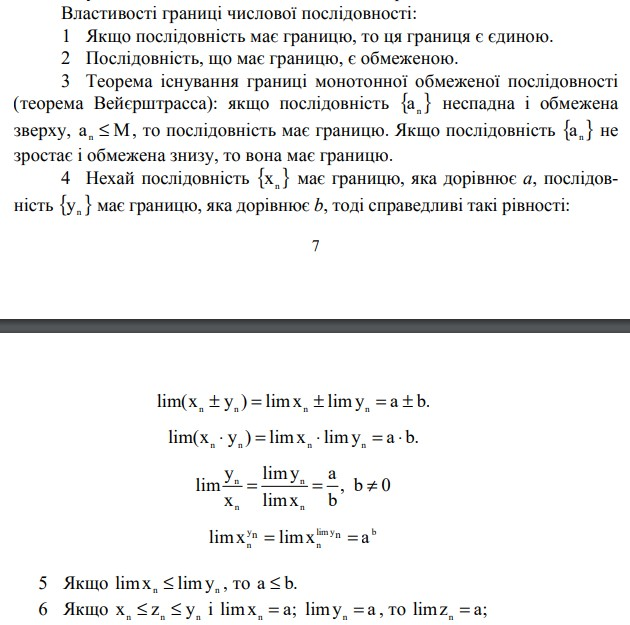 Властивості границі числової послідовності:
1 Якщо послідовність має границю, то ця границя є єдиною.
2 Послідовність, що має границю, є обмеженою.
3 Теорема існування границі монотонної обмеженої послідовності
(теорема Вейєрштрасса): якщо послідовність {aₙ} неспадна і обмежена
зверху, aₙ ≤ M, то послідовність має границю. Якщо послідовність {aₙ} не
зростає і обмежена знизу, то вона має границю.
4 Нехай послідовність {xₙ} має границю, яка дорівнює a, послідов-
ність {yₙ} має границю, яка дорівнює b, тоді справедливі такі рівності:
7
lim(xₙ ± yₙ) = lim xₙ ± lim yₙ = a ± b.
lim(xₙ · yₙ) = lim xₙ · lim yₙ = a · b.
lim yₙ/xₙ = lim yₙ/lim xₙ = a/b, b ≠ 0
lim xₙ^yₙ = lim xₙ^(lim yₙ) = a^b
5 Якщо lim xₙ ≤ lim yₙ, то a ≤ b.
6 Якщо xₙ ≤ zₙ ≤ yₙ і lim xₙ = a; lim yₙ = a, то lim zₙ = a;